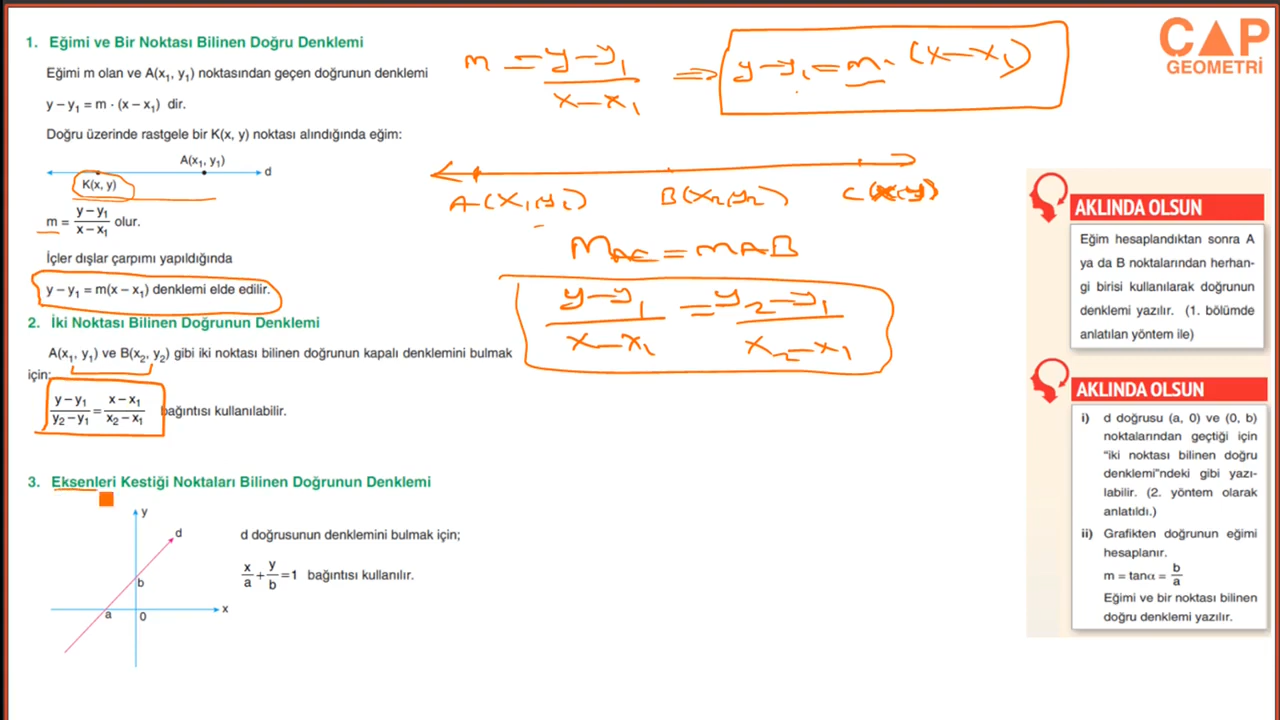 1. Eğimi ve Bir Noktası Bilinen Doğru Denklemi
Eğimi m olan ve A(x₁, y₁) noktasından geçen doğrunun denklemi
y – y₁ = m · (x – x₁) dir.
Doğru üzerinde rastgele bir K(x, y) noktası alındığında eğim:
A(x₁, y₁)
d
K(x, y)
m = (y – y₁)/(x – x₁) olur.
İçler dışlar çarpımı yapıldığında
y – y₁ = m(x – x₁) denklemi elde edilir.
2. İki Noktası Bilinen Doğrunun Denklemi
A(x₁, y₁) ve B(x₂, y₂) gibi iki noktası bilinen doğrunun kapalı denklemini bulmak
için;
(y – y₁)/(y₂ – y₁) = (x – x₁)/(x₂ – x₁) bağıntısı kullanılabilir.
3. Eksenleri Kestiği Noktaları Bilinen Doğrunun Denklemi
y
d
b
a
0
x
d doğrusunun denklemini bulmak için;
x/a + y/b = 1 bağıntısı kullanılır.
m = (y – y₁)/(x – x₁) ⇒ y – y₁ = m · (x – x₁)
A(x₁, y₁) B(x₂, y₂) C(x, y)
m AC = m AB
(y – y₁)/(x – x₁) = (y₂ – y₁)/(x₂ – x₁)
CAP
GEOMETRİ
AKLINDA OLSUN
Eğim hesaplandıktan sonra A
ya da B noktalarından herhan-
gi birisi kullanılarak doğrunun
denklemi yazılır. (1. bölümde
anlatılan yöntem ile)
AKLINDA OLSUN
i) d doğrusu (a, 0) ve (0, b)
noktalarından geçtiği için
“iki noktası bilinen doğru
denklemi”ndeki gibi yazı-
labilir. (2. yöntem olarak
anlatıldı.)
ii) Grafikten doğrunun eğimi
hesaplanır.
m = tanα = b/a
Eğimi ve bir noktası bilinen
doğru denklemi yazılır.